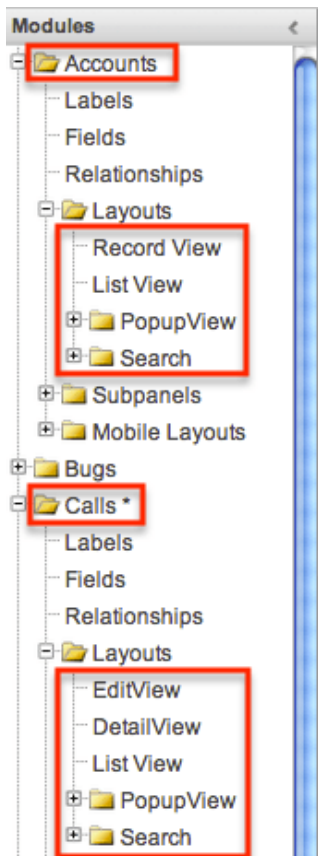 Modules
Accounts
Labels
Fields
Relationships
Layouts
Record View
List View
PopupView
Search
Subpanels
Mobile Layouts
Bugs
Calls *
Labels
Fields
Relationships
Layouts
EditView
DetailView
List View
PopupView
Search